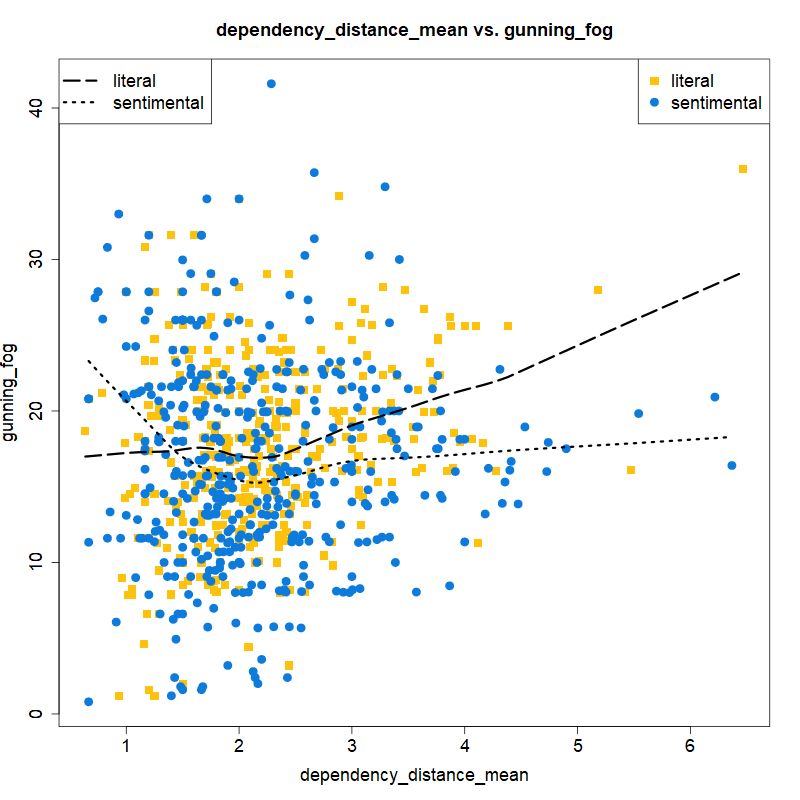 dependency_distance_mean vs. gunning_fog
literal
sentimental
literal
sentimental
gunning_fog
40
30
20
10
0
1 2 3 4 5 6
dependency_distance_mean